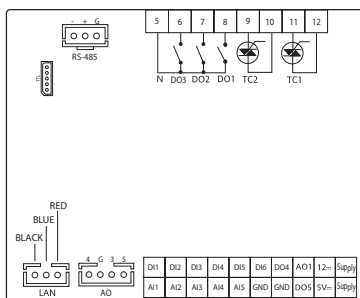 - + G
RS-485
5 6 7 8 9 10 11 12
N DO3 DO2 DO1 TC2 TC1
RED
BLUE
BLACK
LAN
4 G 3 5
AO
DI1 DI2 DI3 DI4 DI5 DI6 DO4 AO1 12⎓ Supply
AI1 AI2 AI3 AI4 AI5 GND GND DO5 5V⎓ Supply